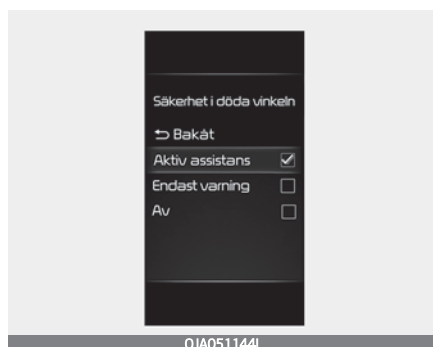 Säkerhet i döda vinkeln
Bakåt
Aktiv assistans
Endast varning
Av
OJA051144L